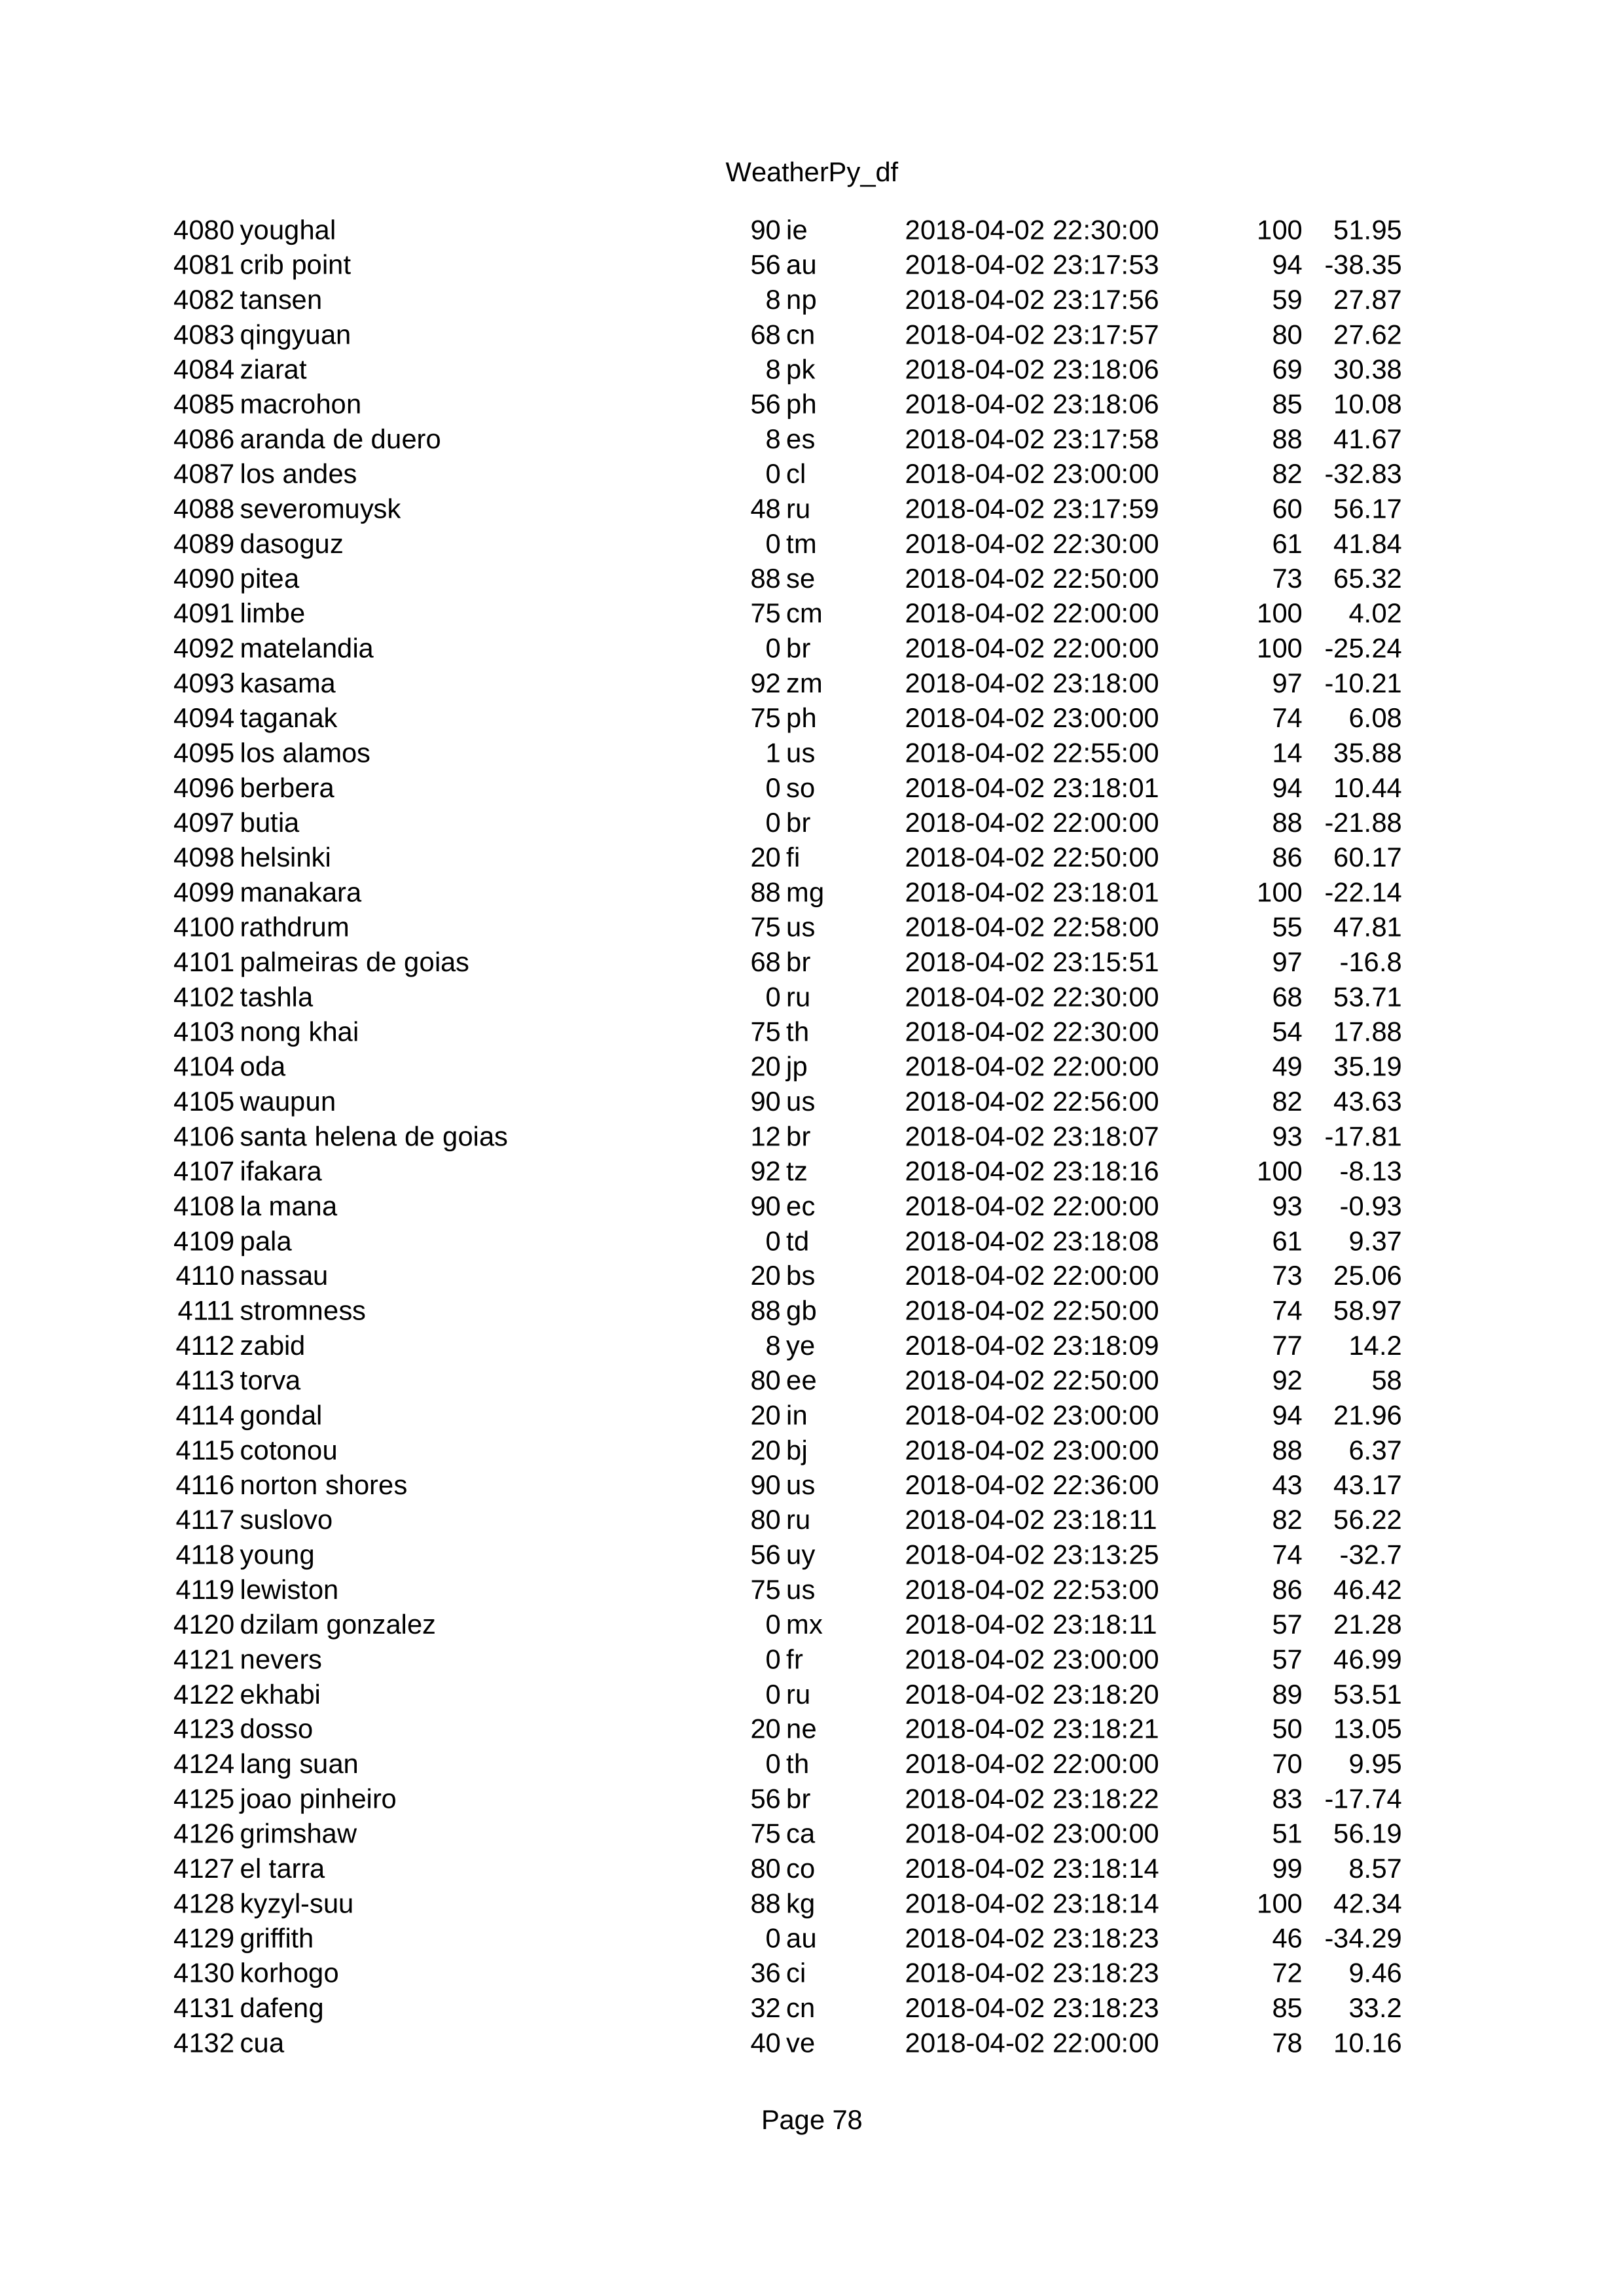 WeatherPy_df
4080 youghal 90 ie 2018-04-02 22:30:00 100 51.95
4081 crib point 56 au 2018-04-02 23:17:53 94 -38.35
4082 tansen 8 np 2018-04-02 23:17:56 59 27.87
4083 qingyuan 68 cn 2018-04-02 23:17:57 80 27.62
4084 ziarat 8 pk 2018-04-02 23:18:06 69 30.38
4085 macrohon 56 ph 2018-04-02 23:18:06 85 10.08
4086 aranda de duero 8 es 2018-04-02 23:17:58 88 41.67
4087 los andes 0 cl 2018-04-02 23:00:00 82 -32.83
4088 severomuysk 48 ru 2018-04-02 23:17:59 60 56.17
4089 dasoguz 0 tm 2018-04-02 22:30:00 61 41.84
4090 pitea 88 se 2018-04-02 22:50:00 73 65.32
4091 limbe 75 cm 2018-04-02 22:00:00 100 4.02
4092 matelandia 0 br 2018-04-02 22:00:00 100 -25.24
4093 kasama 92 zm 2018-04-02 23:18:00 97 -10.21
4094 taganak 75 ph 2018-04-02 23:00:00 74 6.08
4095 los alamos 1 us 2018-04-02 22:55:00 14 35.88
4096 berbera 0 so 2018-04-02 23:18:01 94 10.44
4097 butia 0 br 2018-04-02 22:00:00 88 -21.88
4098 helsinki 20 fi 2018-04-02 22:50:00 86 60.17
4099 manakara 88 mg 2018-04-02 23:18:01 100 -22.14
4100 rathdrum 75 us 2018-04-02 22:58:00 55 47.81
4101 palmeiras de goias 68 br 2018-04-02 23:15:51 97 -16.8
4102 tashla 0 ru 2018-04-02 22:30:00 68 53.71
4103 nong khai 75 th 2018-04-02 22:30:00 54 17.88
4104 oda 20 jp 2018-04-02 22:00:00 49 35.19
4105 waupun 90 us 2018-04-02 22:56:00 82 43.63
4106 santa helena de goias 12 br 2018-04-02 23:18:07 93 -17.81
4107 ifakara 92 tz 2018-04-02 23:18:16 100 -8.13
4108 la mana 90 ec 2018-04-02 22:00:00 93 -0.93
4109 pala 0 td 2018-04-02 23:18:08 61 9.37
4110 nassau 20 bs 2018-04-02 22:00:00 73 25.06
4111 stromness 88 gb 2018-04-02 22:50:00 74 58.97
4112 zabid 8 ye 2018-04-02 23:18:09 77 14.2
4113 torva 80 ee 2018-04-02 22:50:00 92 58
4114 gondal 20 in 2018-04-02 23:00:00 94 21.96
4115 cotonou 20 bj 2018-04-02 23:00:00 88 6.37
4116 norton shores 90 us 2018-04-02 22:36:00 43 43.17
4117 suslovo 80 ru 2018-04-02 23:18:11 82 56.22
4118 young 56 uy 2018-04-02 23:13:25 74 -32.7
4119 lewiston 75 us 2018-04-02 22:53:00 86 46.42
4120 dzilam gonzalez 0 mx 2018-04-02 23:18:11 57 21.28
4121 nevers 0 fr 2018-04-02 23:00:00 57 46.99
4122 ekhabi 0 ru 2018-04-02 23:18:20 89 53.51
4123 dosso 20 ne 2018-04-02 23:18:21 50 13.05
4124 lang suan 0 th 2018-04-02 22:00:00 70 9.95
4125 joao pinheiro 56 br 2018-04-02 23:18:22 83 -17.74
4126 grimshaw 75 ca 2018-04-02 23:00:00 51 56.19
4127 el tarra 80 co 2018-04-02 23:18:14 99 8.57
4128 kyzyl-suu 88 kg 2018-04-02 23:18:14 100 42.34
4129 griffith 0 au 2018-04-02 23:18:23 46 -34.29
4130 korhogo 36 ci 2018-04-02 23:18:23 72 9.46
4131 dafeng 32 cn 2018-04-02 23:18:23 85 33.2
4132 cua 40 ve 2018-04-02 22:00:00 78 10.16
Page 78